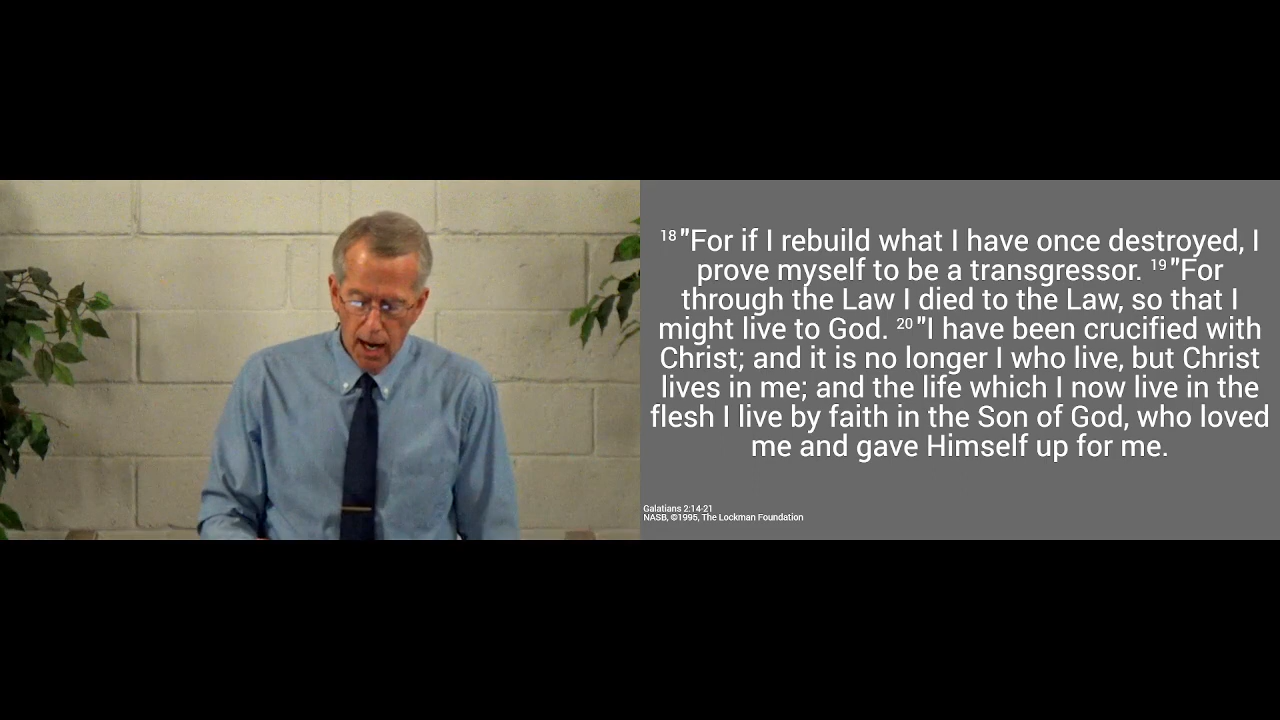 18"For if I rebuild what I have once destroyed, I
prove myself to be a transgressor. 19"For
through the Law I died to the Law, so that I
might live to God. 20"I have been crucified with
Christ; and it is no longer I who live, but Christ
lives in me; and the life which I now live in the
flesh I live by faith in the Son of God, who loved
me and gave Himself up for me.
Galatians 2:14-21
NASB, ©1995, The Lockman Foundation